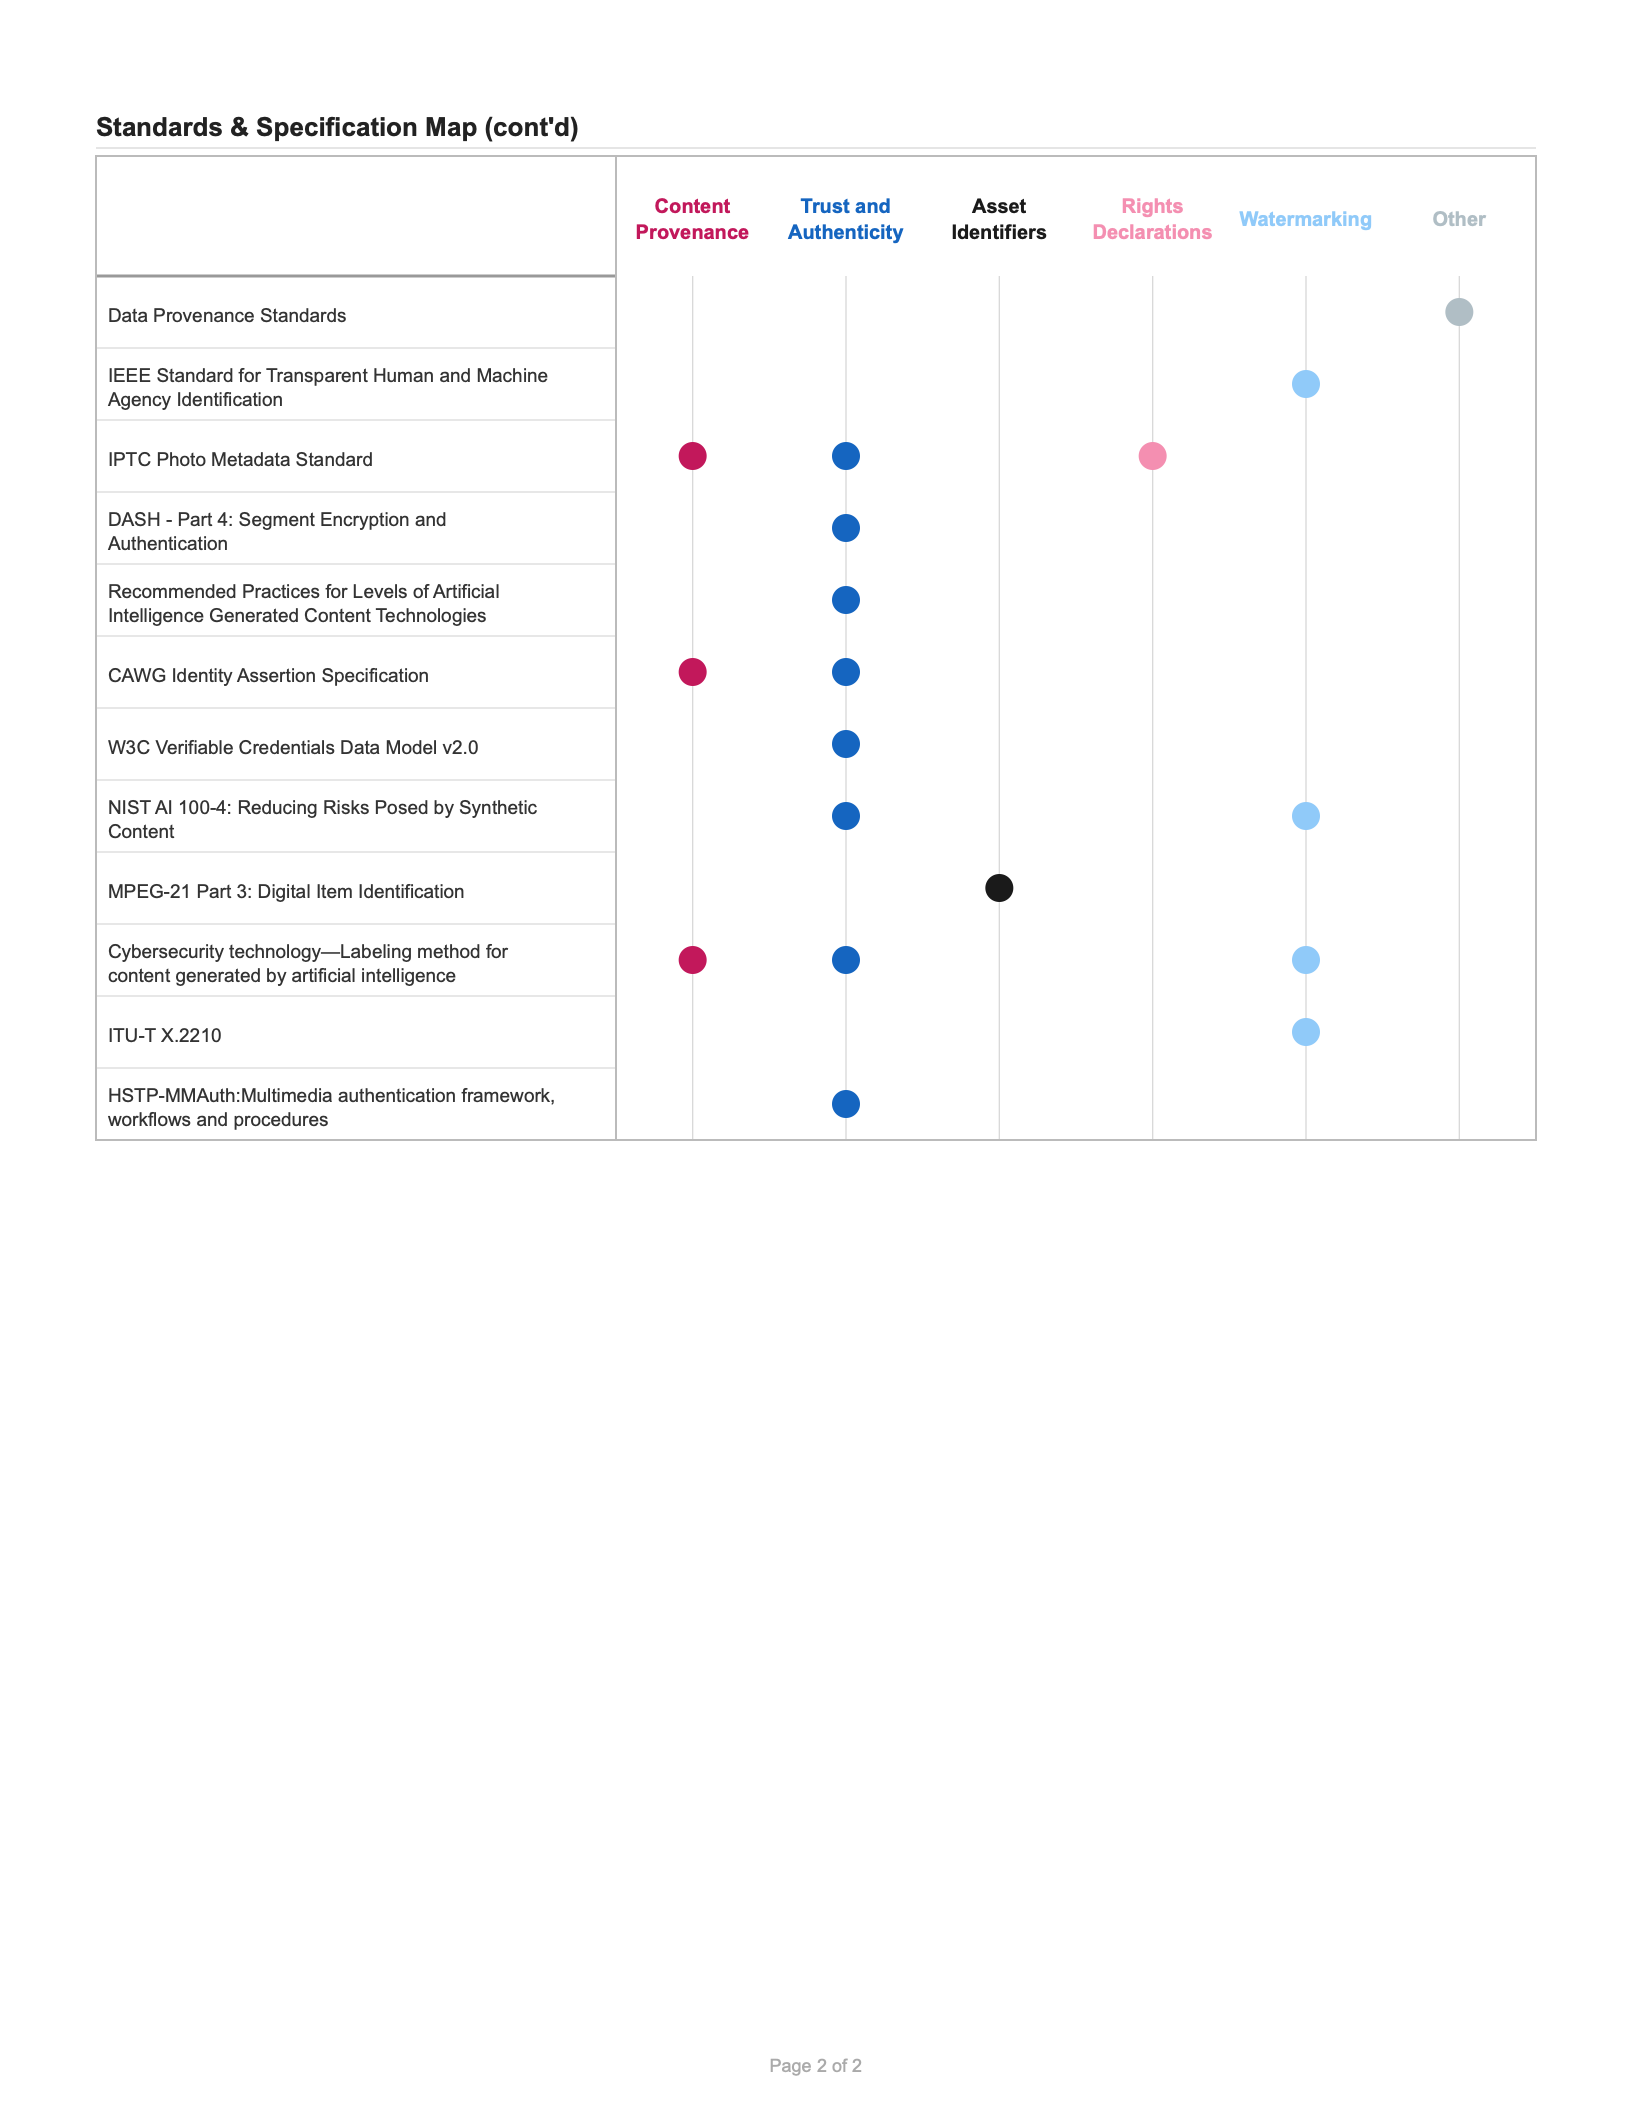 Standards & Specification Map (cont'd)
Content
Provenance
Trust and
Authenticity
Asset
Identifiers
Rights
Declarations
Watermarking
Other
Data Provenance Standards
IEEE Standard for Transparent Human and Machine
Agency Identification
IPTC Photo Metadata Standard
DASH - Part 4: Segment Encryption and
Authentication
Recommended Practices for Levels of Artificial
Intelligence Generated Content Technologies
CAWG Identity Assertion Specification
W3C Verifiable Credentials Data Model v2.0
NIST AI 100-4: Reducing Risks Posed by Synthetic
Content
MPEG-21 Part 3: Digital Item Identification
Cybersecurity technology—Labeling method for
content generated by artificial intelligence
ITU-T X.2210
HSTP-MMAuth:Multimedia authentication framework,
workflows and procedures
Page 2 of 2